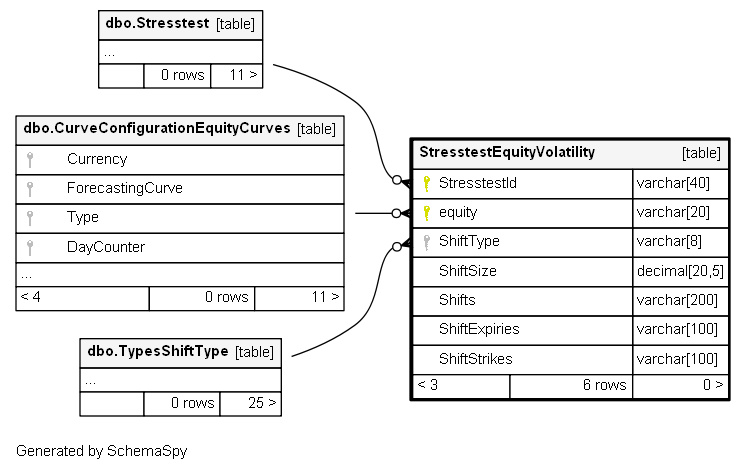 dbo.Stresstest [table]
...
0 rows 11 >
dbo.CurveConfigurationEquityCurves [table]
Currency
ForecastingCurve
Type
DayCounter
...
< 4 0 rows 11 >
dbo.TypesShiftType [table]
...
0 rows 25 >
StresstestEquityVolatility [table]
StresstestId varchar[40]
equity varchar[20]
ShiftType varchar[8]
ShiftSize decimal[20,5]
Shifts varchar[200]
ShiftExpiries varchar[100]
ShiftStrikes varchar[100]
< 3 6 rows 0 >
Generated by SchemaSpy